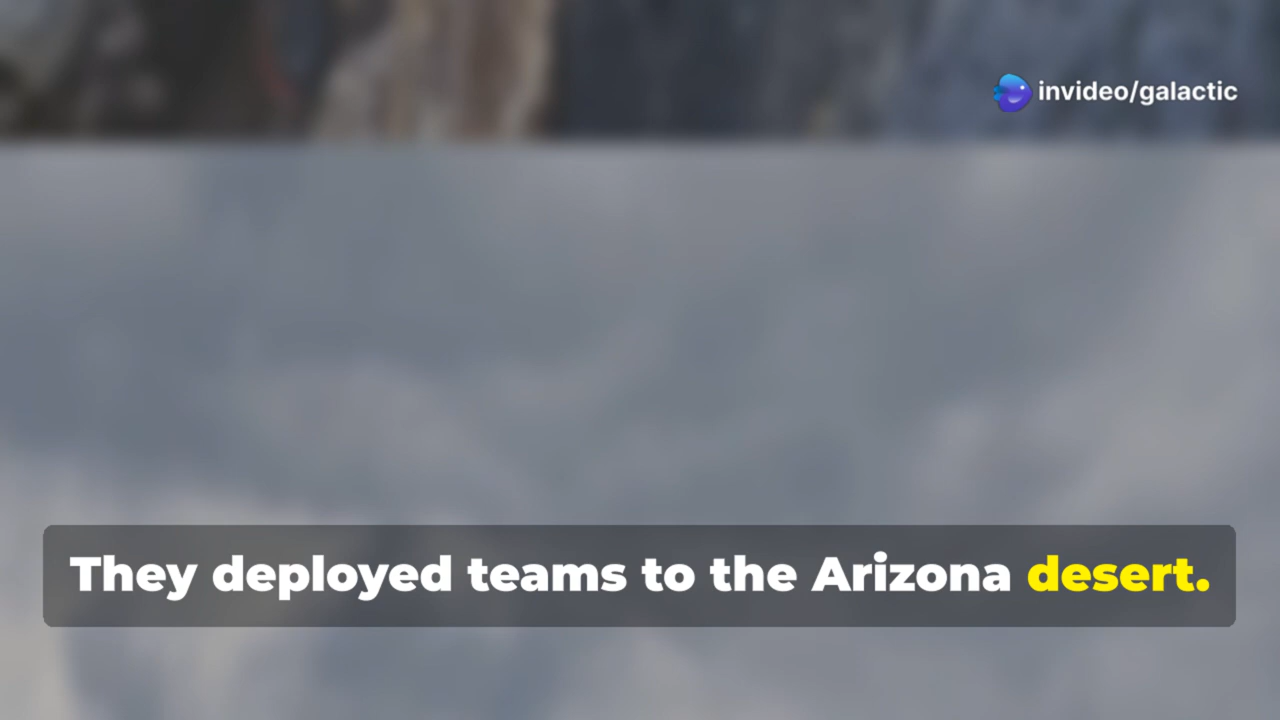 invideo/galactic
They deployed teams to the Arizona desert.